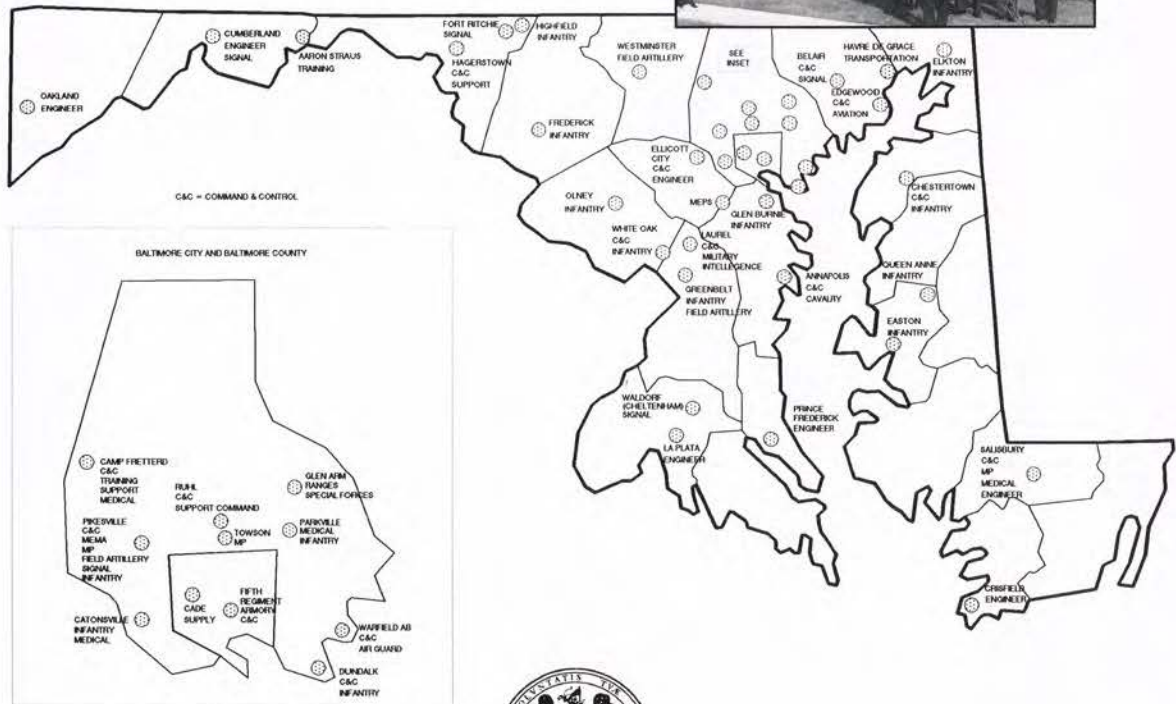 FORT RITCHIE
SIGNAL
HIGHFIELD
INFANTRY
CUMBERLAND
ENGINEER
SIGNAL
AARON STRAUS
TRAINING
HAGERSTOWN
C&C
SUPPORT
WESTMINSTER
FIELD ARTILLERY
SEE
INSET
BELAIR
C&C
SIGNAL
HAVRE DE GRACE
TRANSPORTATION
ELKTON
INFANTRY
EDGEWOOD
C&C
AVIATION
OAKLAND
ENGINEER
FREDERICK
INFANTRY
ELLICOTT
CITY
C&C
ENGINEER
C&C = COMMAND & CONTROL
OLNEY
INFANTRY
MEPS
GLEN BURNIE
INFANTRY
CHESTERTOWN
C&C
INFANTRY
WHITE OAK
C&C
INFANTRY
LAUREL
C&C
MILITARY
INTELLEGENCE
QUEEN ANNE
INFANTRY
GREENBELT
INFANTRY
FIELD ARTILLERY
ANNAPOLIS
C&C
CAVALRY
EASTON
INFANTRY
WALDORF
(CHELTENHAM)
SIGNAL
LA PLATA
ENGINEER
PRINCE
FREDERICK
ENGINEER
SALISBURY
C&C
MP
MEDICAL
ENGINEER
CRISFIELD
ENGINEER
BALTIMORE CITY AND BALTIMORE COUNTY
CAMP FRETTERD
C&C
TRAINING
SUPPORT
MEDICAL
RUHL
C&C
SUPPORT COMMAND
GLEN ARM
RANGES
SPECIAL FORCES
PIKESVILLE
C&C
MEMA
MP
FIELD ARTILLERY
SIGNAL
INFANTRY
TOWSON
MP
PARKVILLE
MEDICAL
INFANTRY
CADE
SUPPLY
FIFTH
REGIMENT
ARMORY
C&C
CATONSVILLE
INFANTRY
MEDICAL
WARFIELD AB
C&C
AIR GUARD
DUNDALK
C&C
INFANTRY
VOLVNTATIS TVÆ